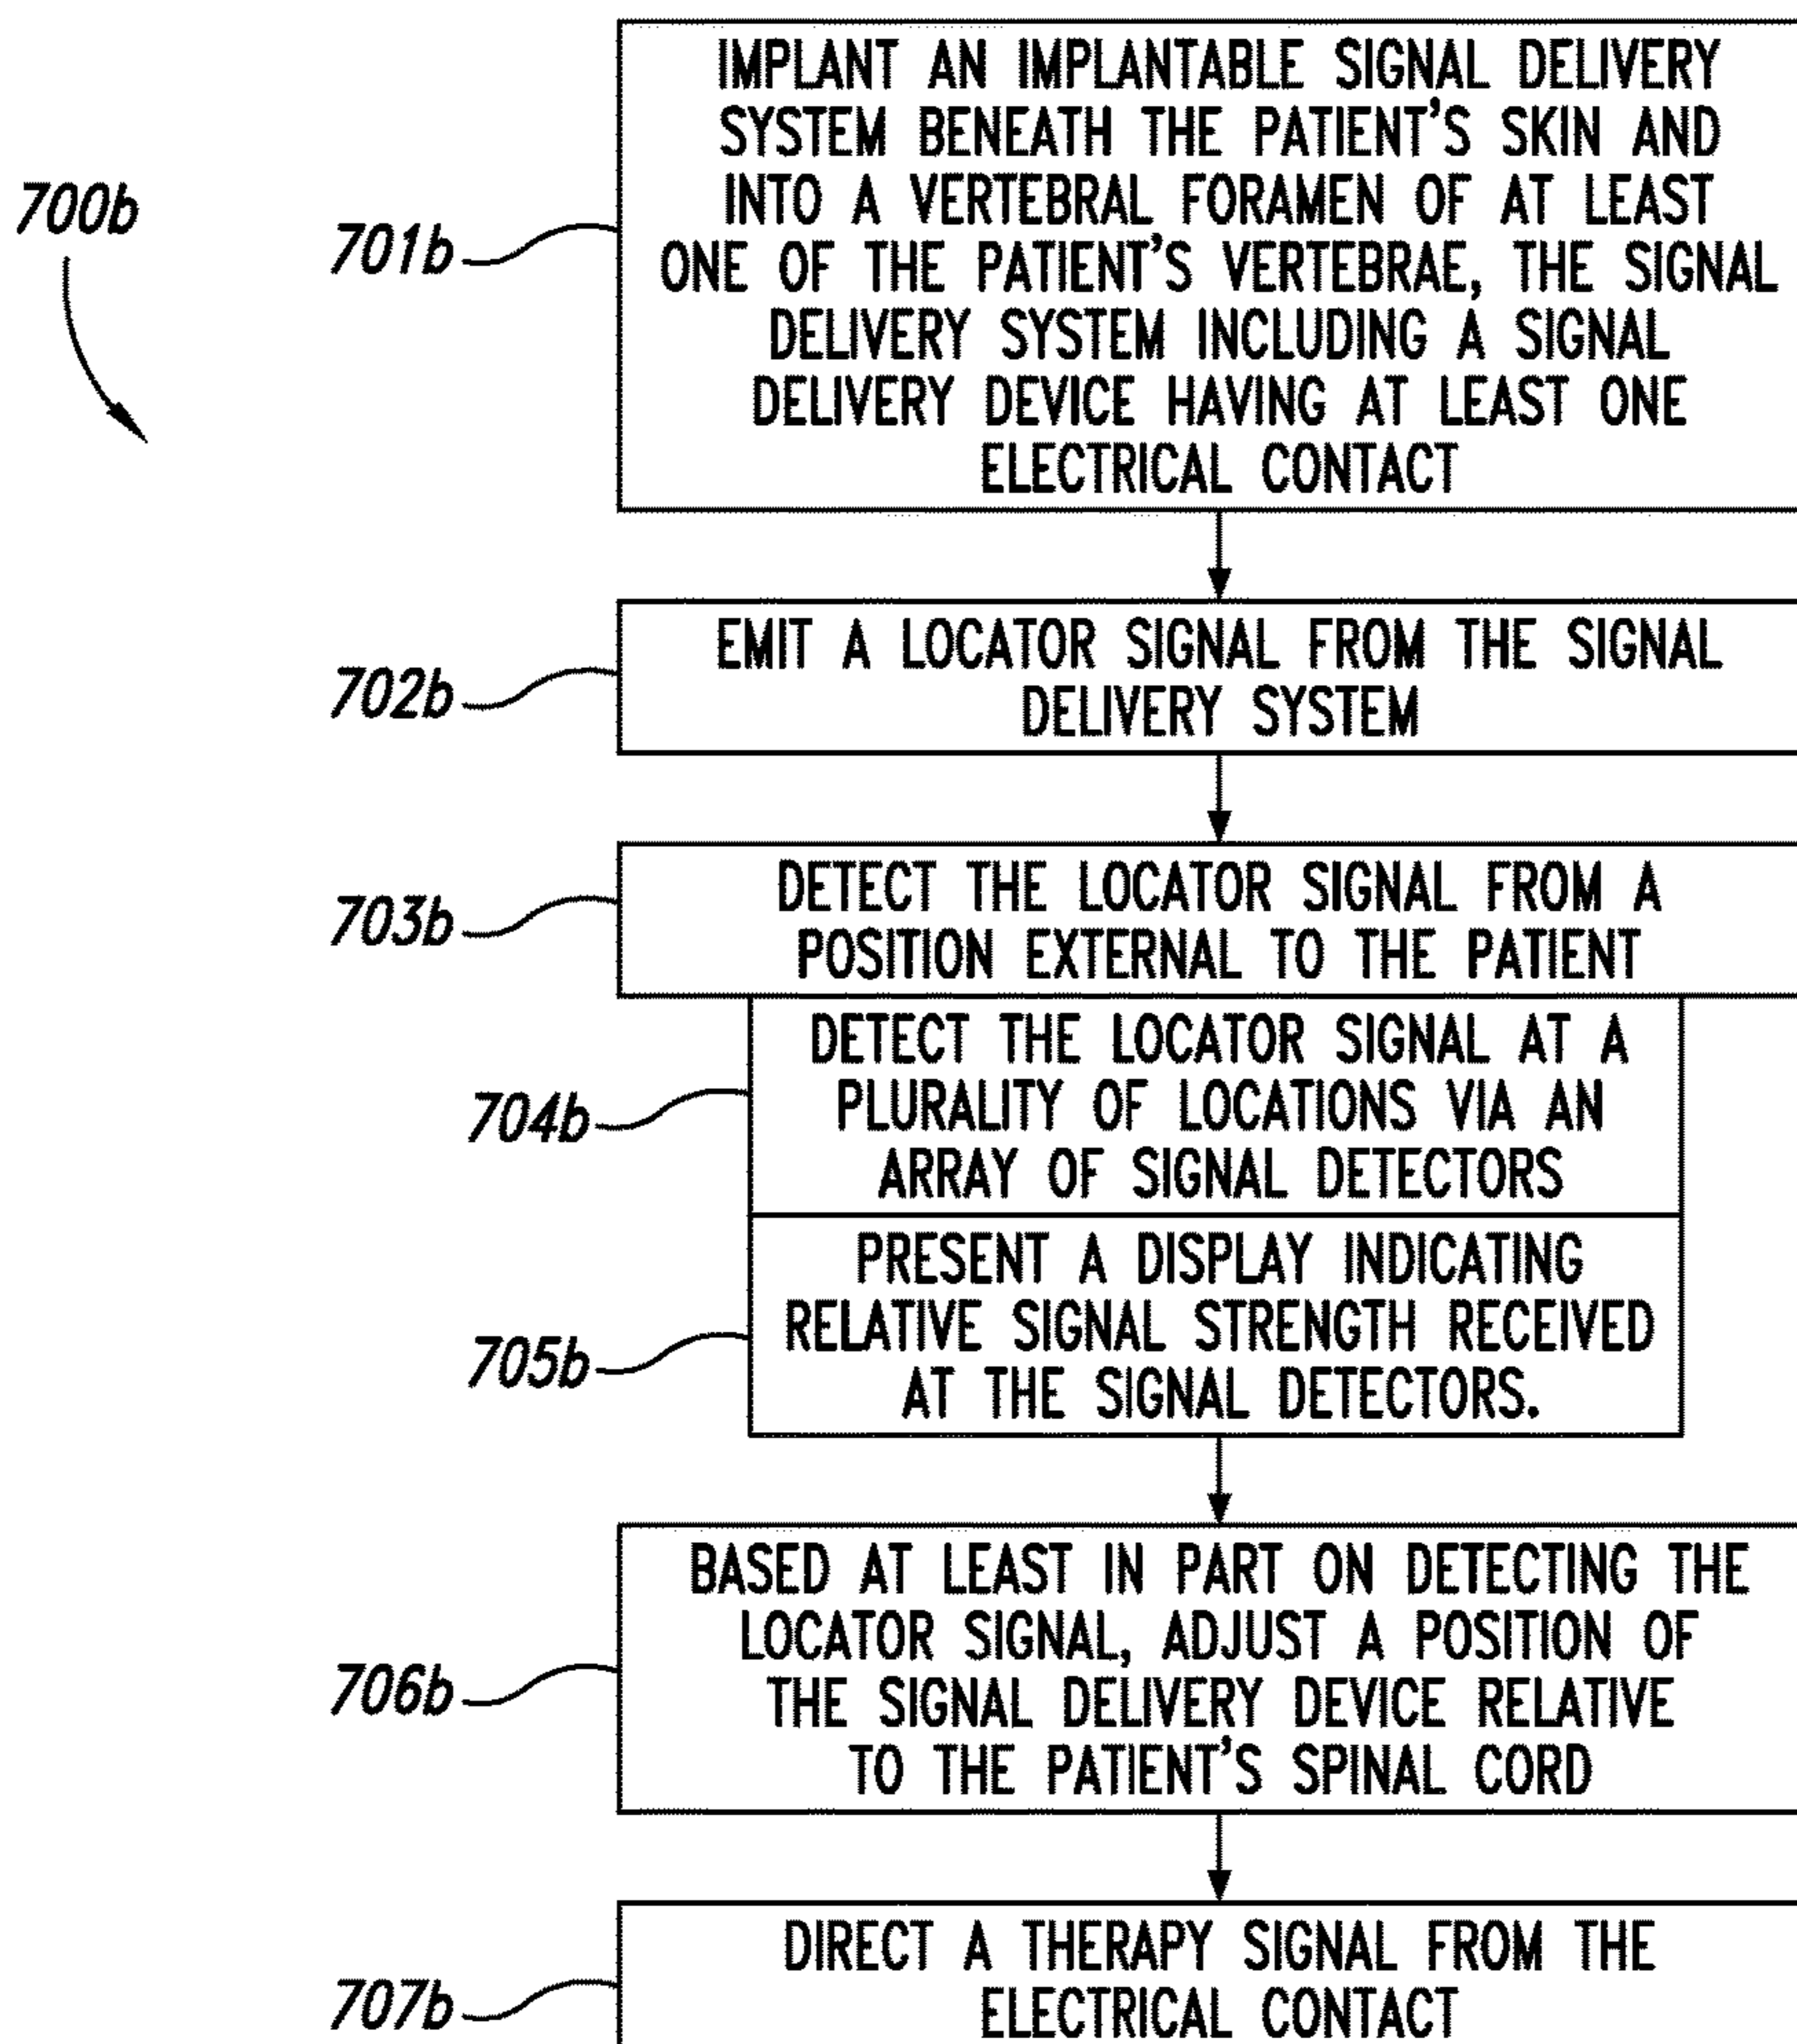 700b
701b
IMPLANT AN IMPLANTABLE SIGNAL DELIVERY
SYSTEM BENEATH THE PATIENT'S SKIN AND
INTO A VERTEBRAL FORAMEN OF AT LEAST
ONE OF THE PATIENT'S VERTEBRAE, THE SIGNAL
DELIVERY SYSTEM INCLUDING A SIGNAL
DELIVERY DEVICE HAVING AT LEAST ONE
ELECTRICAL CONTACT
702b
EMIT A LOCATOR SIGNAL FROM THE SIGNAL
DELIVERY SYSTEM
703b
DETECT THE LOCATOR SIGNAL FROM A
POSITION EXTERNAL TO THE PATIENT
704b
DETECT THE LOCATOR SIGNAL AT A
PLURALITY OF LOCATIONS VIA AN
ARRAY OF SIGNAL DETECTORS
705b
PRESENT A DISPLAY INDICATING
RELATIVE SIGNAL STRENGTH RECEIVED
AT THE SIGNAL DETECTORS.
706b
BASED AT LEAST IN PART ON DETECTING THE
LOCATOR SIGNAL, ADJUST A POSITION OF
THE SIGNAL DELIVERY DEVICE RELATIVE
TO THE PATIENT'S SPINAL CORD
707b
DIRECT A THERAPY SIGNAL FROM THE
ELECTRICAL CONTACT